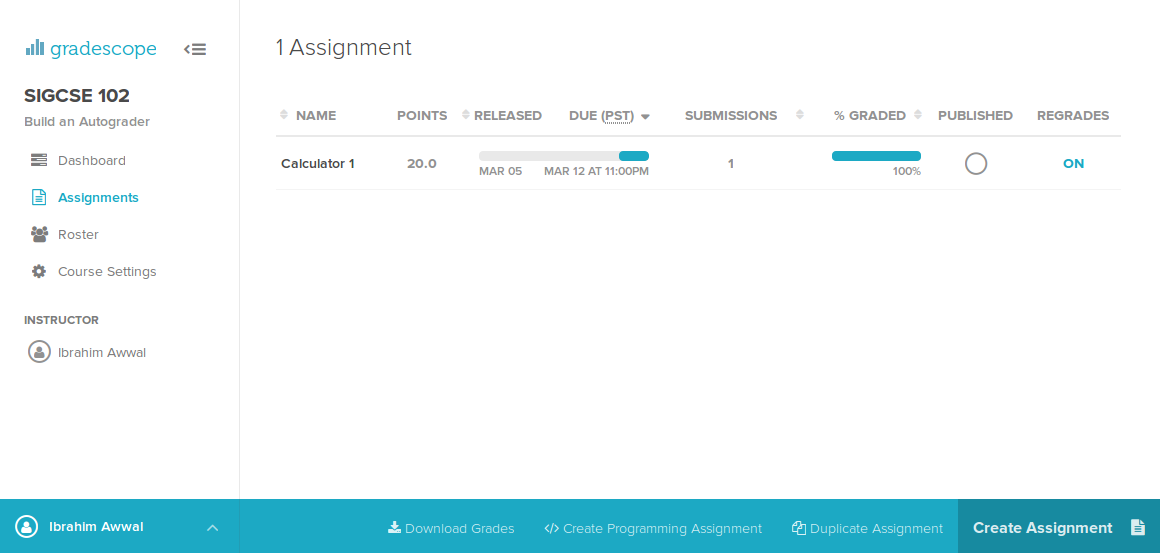 gradescope
SIGCSE 102
Build an Autograder
Dashboard
Assignments
Roster
Course Settings
INSTRUCTOR
Ibrahim Awwal
1 Assignment
NAME POINTS RELEASED DUE (PST) SUBMISSIONS % GRADED PUBLISHED REGRADES
Calculator 1 20.0 1 ON
MAR 05 MAR 12 AT 11:00PM 100%
Ibrahim Awwal Download Grades </> Create Programming Assignment Duplicate Assignment Create Assignment